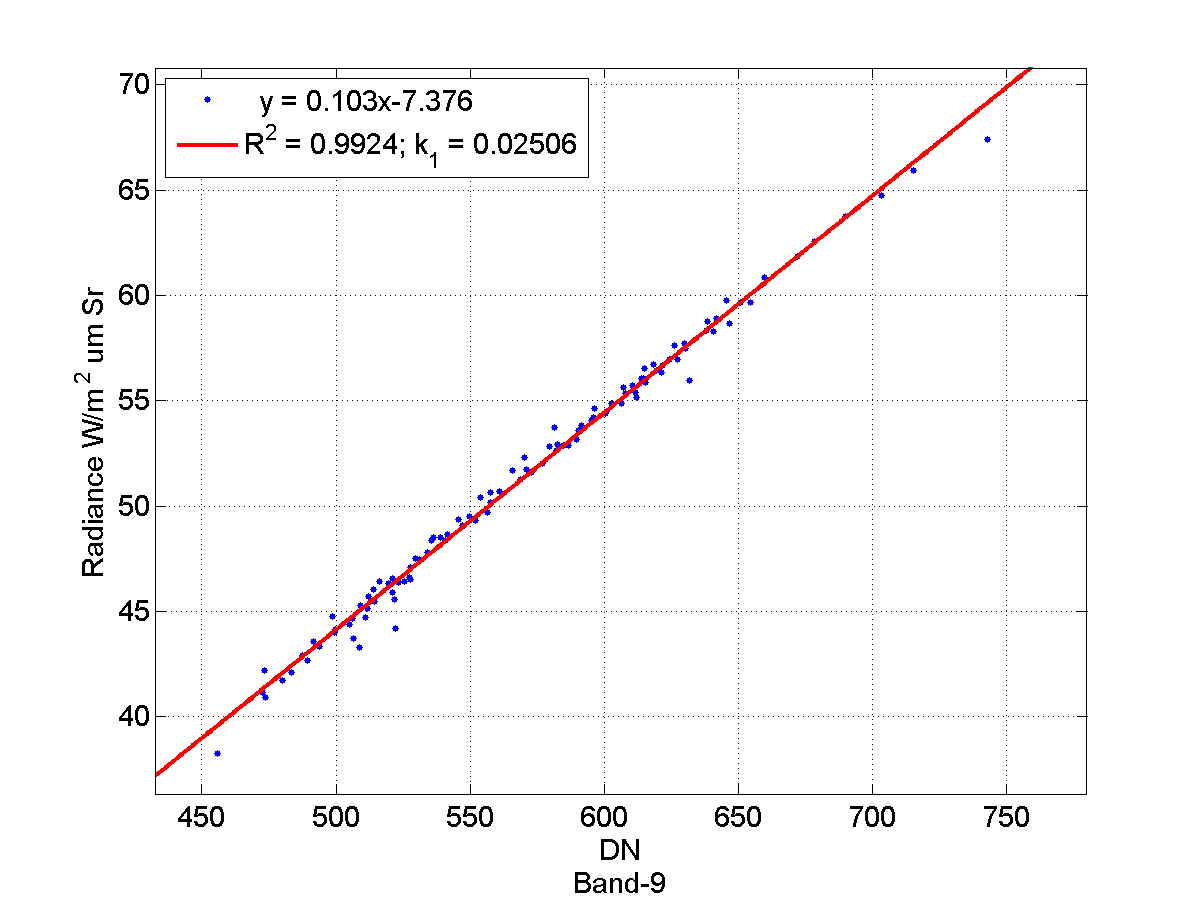 y = 0.103x-7.376
R² = 0.9924; k₁ = 0.02506
Radiance W/m² um Sr
70
65
60
55
50
45
40
450 500 550 600 650 700 750
DN
Band-9